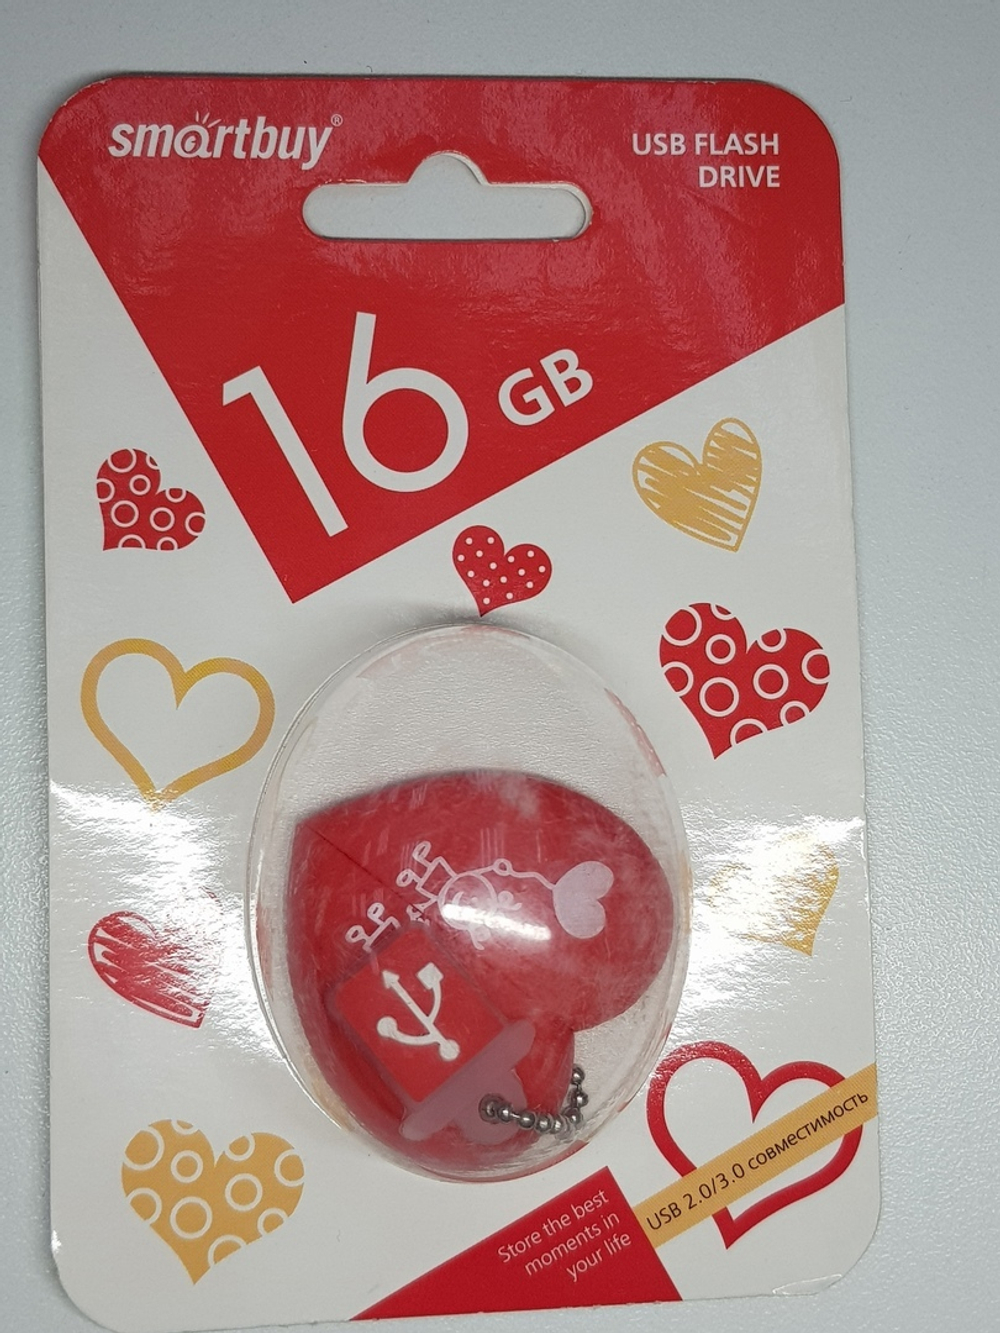 smartbuy®
USB FLASH
DRIVE
16 GB
USB 2.0/3.0 совместимость
Store the best
moments in
your life